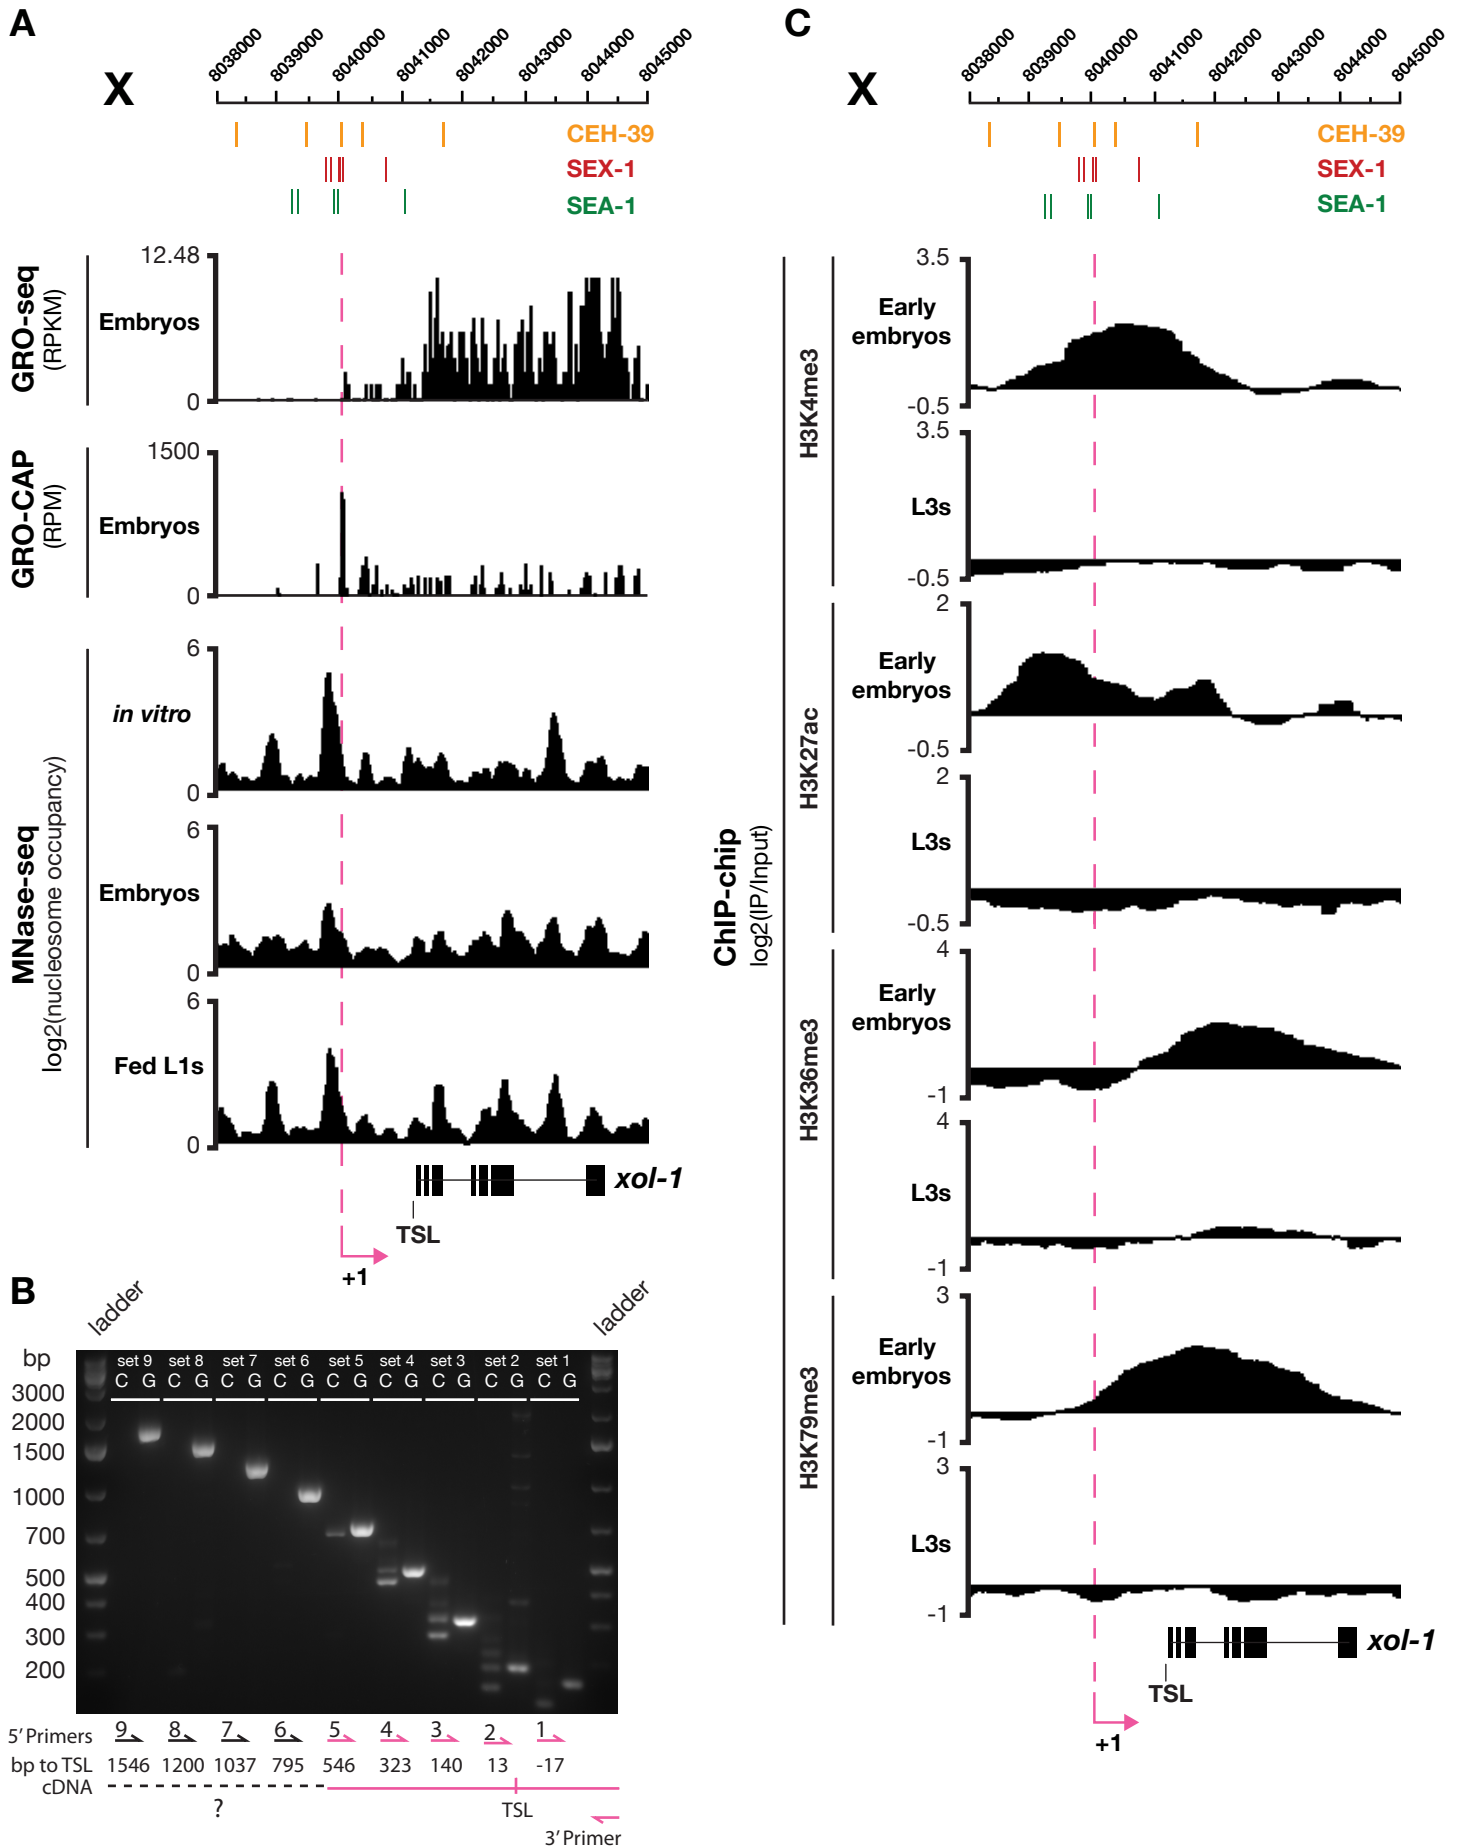 A
8038000 8039000 8040000 8041000 8042000 8043000 8044000 8045000
X
CEH-39
SEX-1
SEA-1
GRO-seq
(RPKM)
12.48
Embryos
0
GRO-CAP
(RPM)
1500
Embryos
0
MNase-seq
log2(nucleosome occupancy)
6
in vitro
0
6
Embryos
0
6
Fed L1s
0
xol-1
TSL
+1
B
ladder
ladder
bp
set 9 set 8 set 7 set 6 set 5 set 4 set 3 set 2 set 1
C G C G C G C G C G C G C G C G C G
3000
2000
1500
1000
700
500
400
300
200
5' Primers 9 8 7 6 5 4 3 2 1
bp to TSL 1546 1200 1037 795 546 323 140 13 -17
cDNA
? TSL
3' Primer
C
8038000 8039000 8040000 8041000 8042000 8043000 8044000 8045000
X
CEH-39
SEX-1
SEA-1
ChIP-chip
log2(IP/Input)
H3K4me3
3.5
Early
embryos
-0.5
3.5
L3s
-0.5
H3K27ac
2
Early
embryos
-0.5
2
L3s
-0.5
H3K36me3
4
Early
embryos
-1
4
L3s
-1
H3K79me3
3
Early
embryos
-1
3
L3s
-1
xol-1
TSL
+1